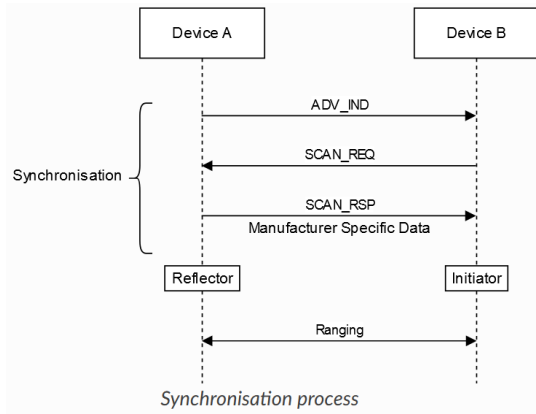 Device A
Device B
ADV_IND
SCAN_REQ
Synchronisation
SCAN_RSP
Manufacturer Specific Data
Reflector
Initiator
Ranging
Synchronisation process